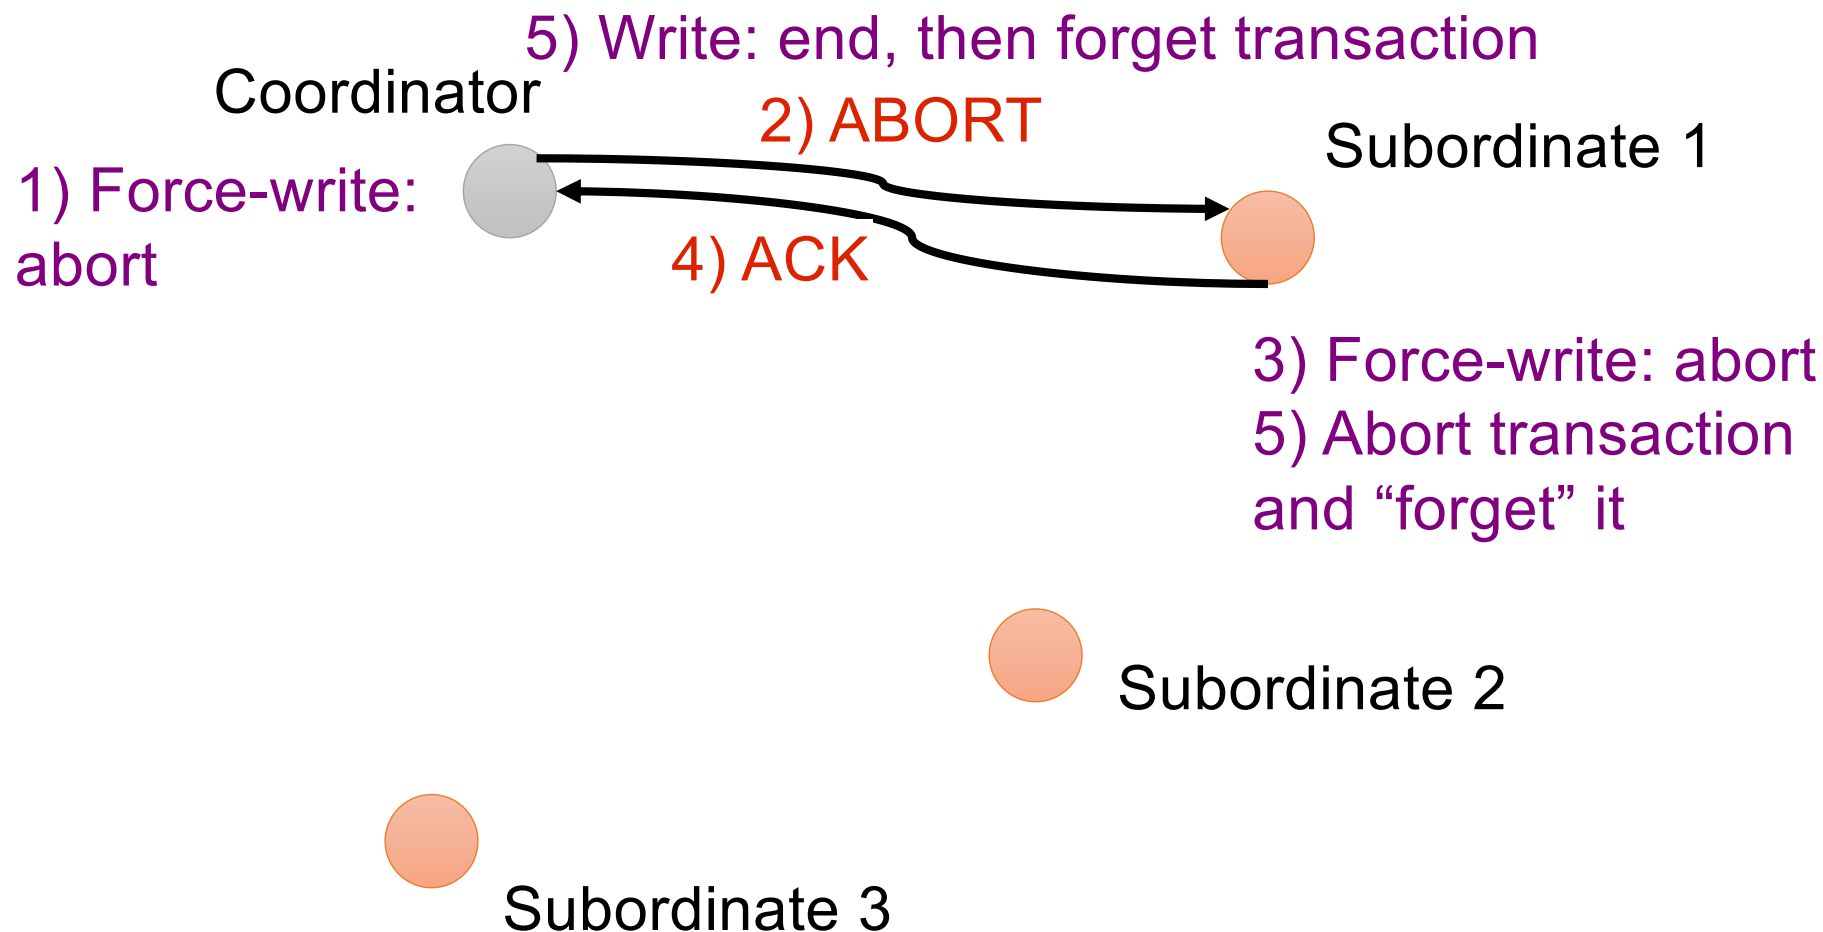 5) Write: end, then forget transaction
Coordinator
2) ABORT
Subordinate 1
1) Force-write:
abort
4) ACK
3) Force-write: abort
5) Abort transaction
and “forget” it
Subordinate 2
Subordinate 3